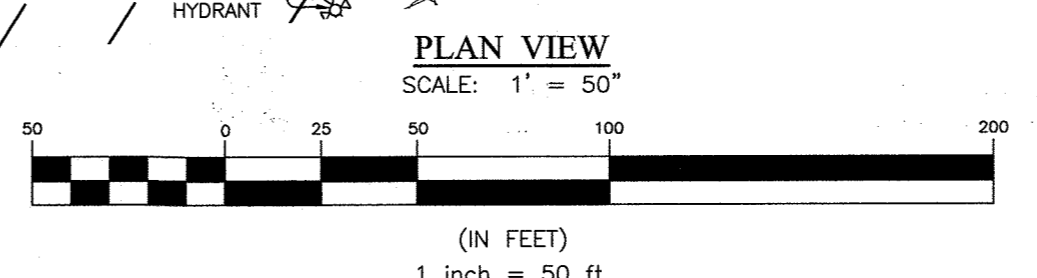 HYDRANT
PLAN VIEW
SCALE: 1' = 50"
50 0 25 50 100 200
(IN FEET)
1 inch = 50 ft